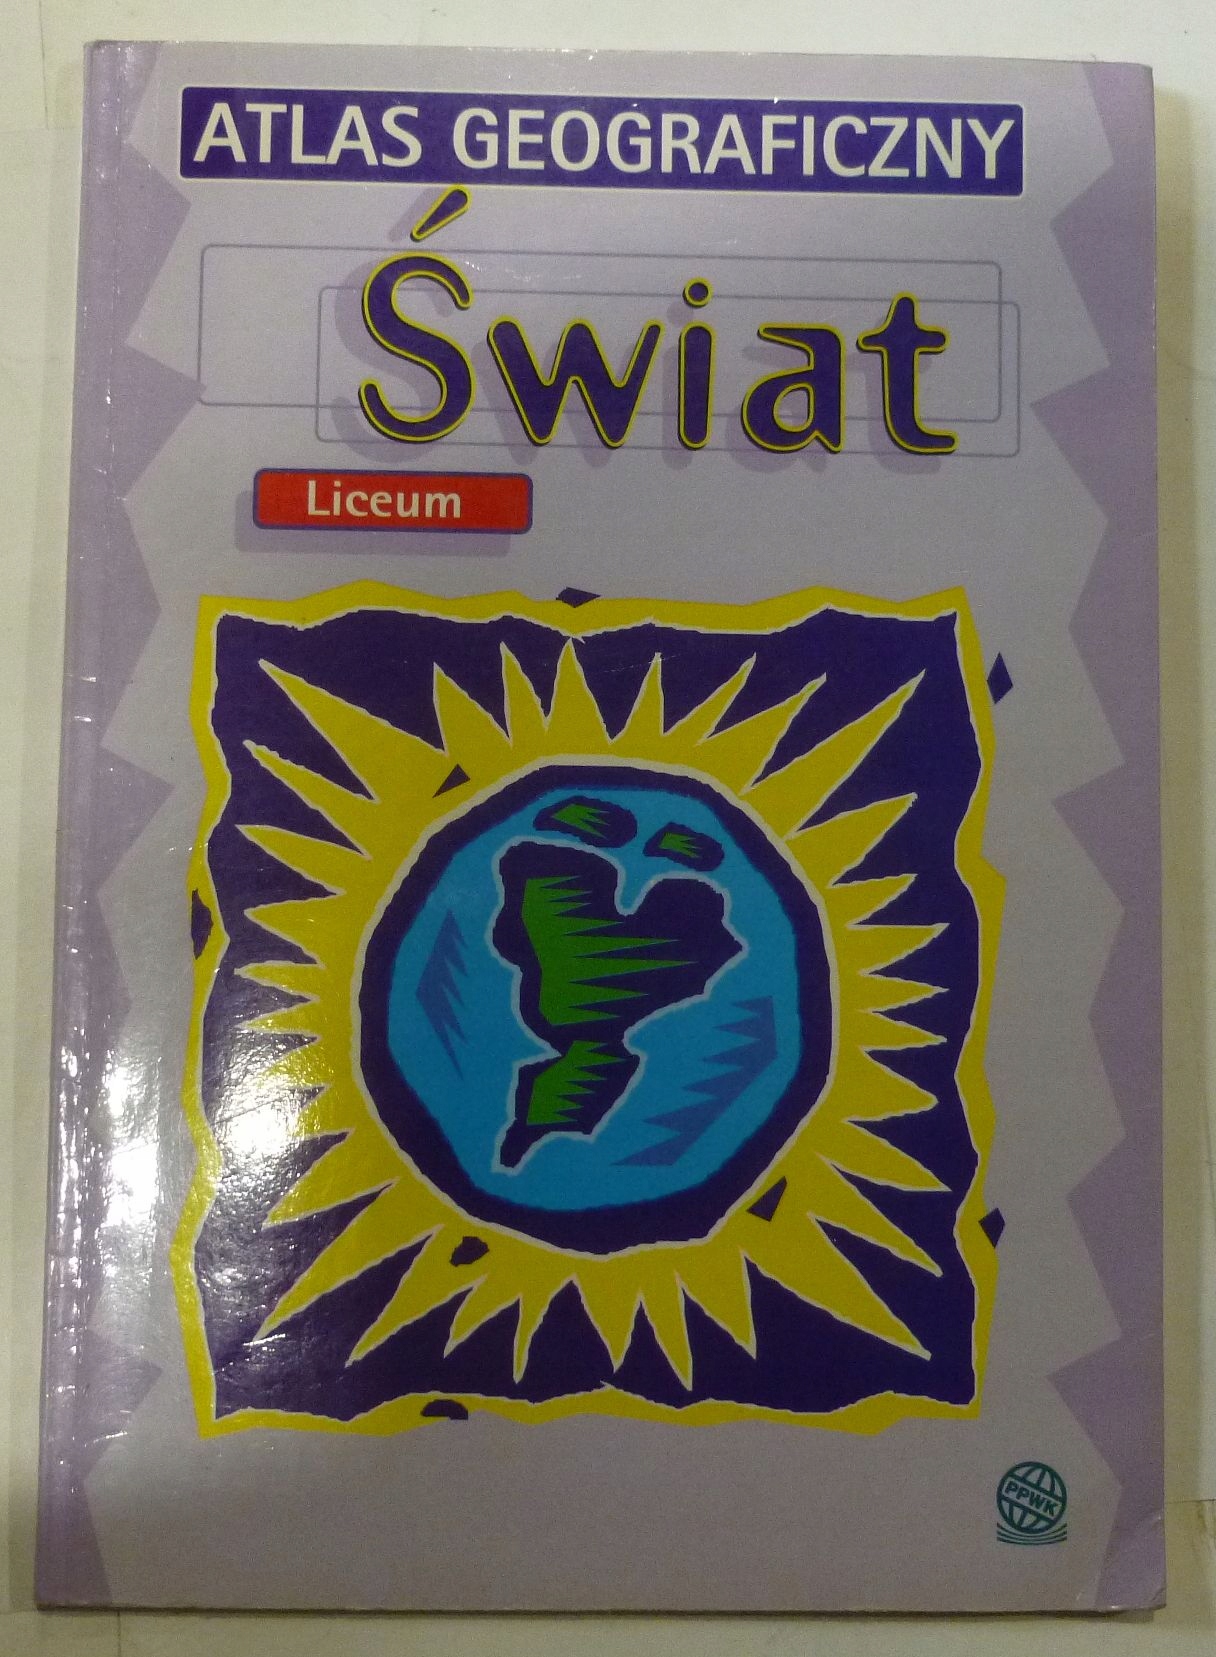 ATLAS GEOGRAFICZNY
Świat
Liceum
PPWK